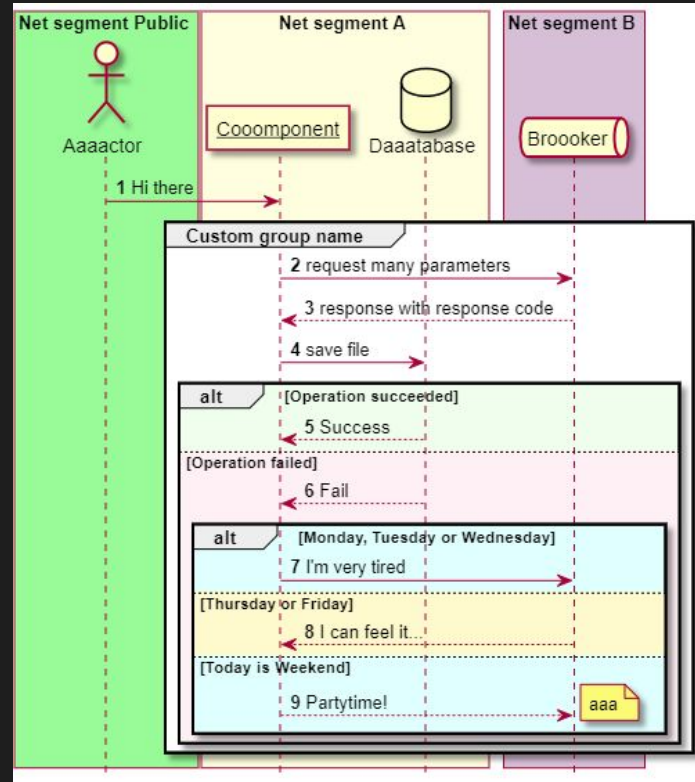 Net segment Public
Net segment A
Net segment B
Aaaactor
Cooomponent
Daaatabase
Broooker
1 Hi there
Custom group name
2 request many parameters
3 response with response code
4 save file
alt [Operation succeeded]
5 Success
[Operation failed]
6 Fail
alt [Monday, Tuesday or Wednesday]
7 I'm very tired
[Thursday or Friday]
8 I can feel it...
[Today is Weekend]
9 Partytime!
aaa